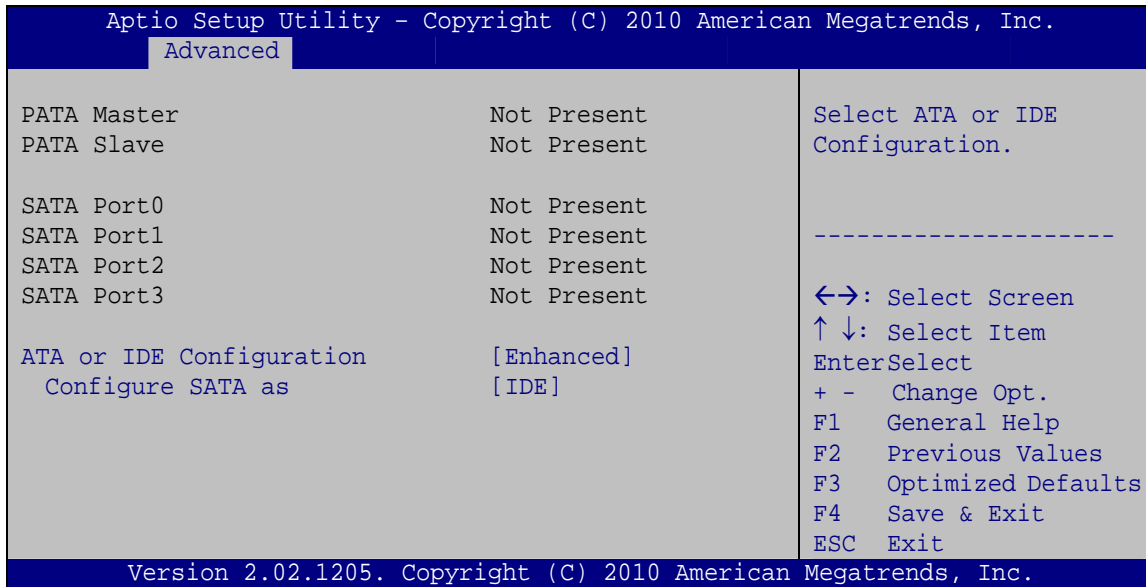 Aptio Setup Utility – Copyright (C) 2010 American Megatrends, Inc.
Advanced
PATA Master Not Present
PATA Slave Not Present
SATA Port0 Not Present
SATA Port1 Not Present
SATA Port2 Not Present
SATA Port3 Not Present
ATA or IDE Configuration [Enhanced]
Configure SATA as [IDE]
Select ATA or IDE
Configuration.
---------------------
←→: Select Screen
↑ ↓: Select Item
EnterSelect
+ - Change Opt.
F1 General Help
F2 Previous Values
F3 Optimized Defaults
F4 Save & Exit
ESC Exit
Version 2.02.1205. Copyright (C) 2010 American Megatrends, Inc.